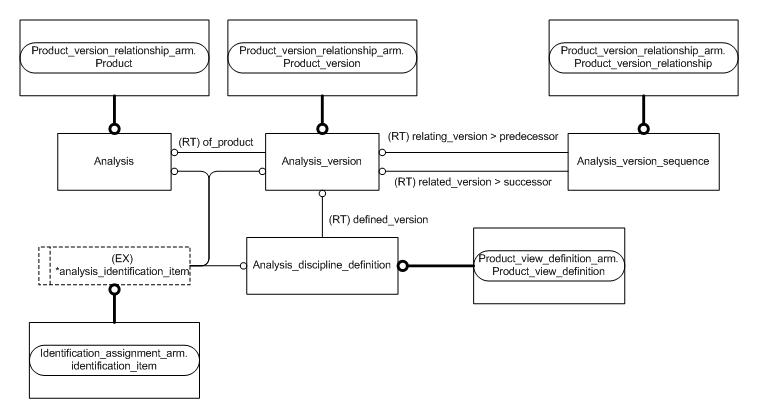 Product_version_relationship_arm.
Product
Product_version_relationship_arm.
Product_version
Product_version_relationship_arm.
Product_version_relationship
Analysis
(RT) of_product
Analysis_version
(RT) relating_version > predecessor
(RT) related_version > successor
Analysis_version_sequence
(RT) defined_version
(EX)
*analysis_identification_item
Analysis_discipline_definition
Product_view_definition_arm.
Product_view_definition
Identification_assignment_arm.
identification_item